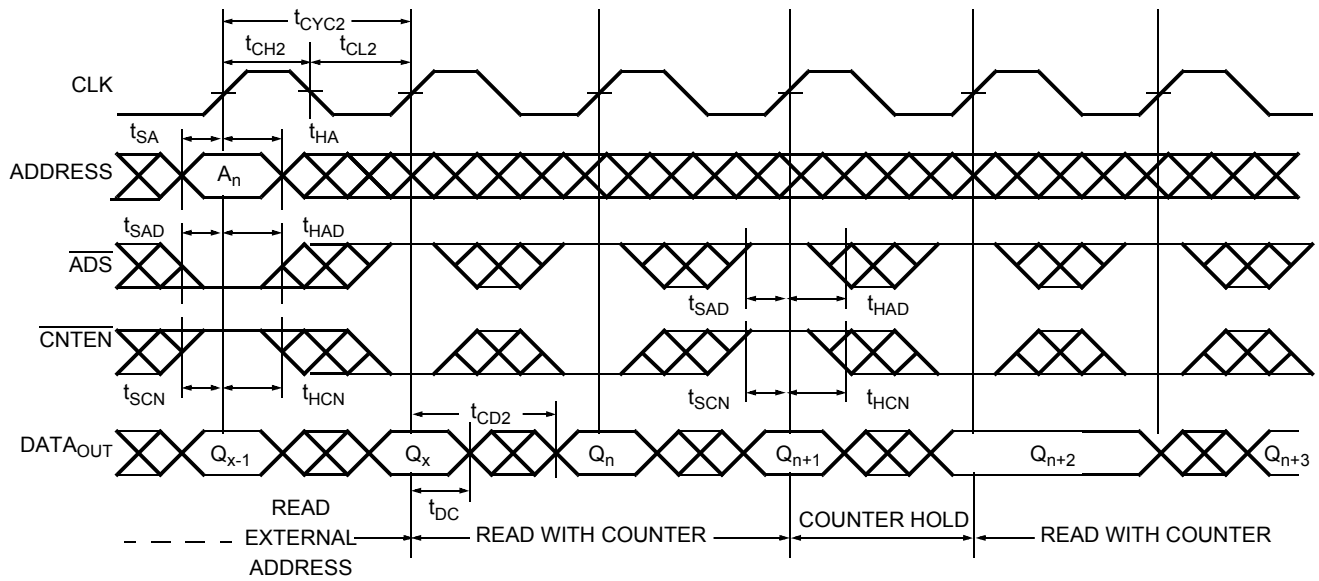 tCYC2
tCH2 tCL2
CLK
tSA tHA
ADDRESS An
tSAD tHAD
ADS
tSAD tHAD
CNTEN
tSCN tHCN tSCN tHCN
tCD2
DATAOUT Qx-1 Qx Qn Qn+1 Qn+2 Qn+3
tDC
READ EXTERNAL ADDRESS
READ WITH COUNTER
COUNTER HOLD
READ WITH COUNTER